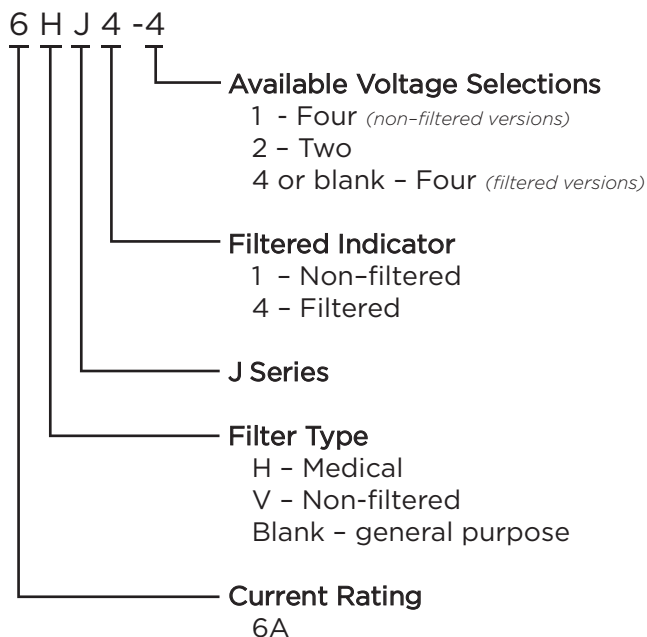 6 H J 4 -4
Available Voltage Selections
1 - Four (non–filtered versions)
2 – Two
4 or blank – Four (filtered versions)
Filtered Indicator
1 – Non–filtered
4 – Filtered
J Series
Filter Type
H – Medical
V – Non-filtered
Blank – general purpose
Current Rating
6A